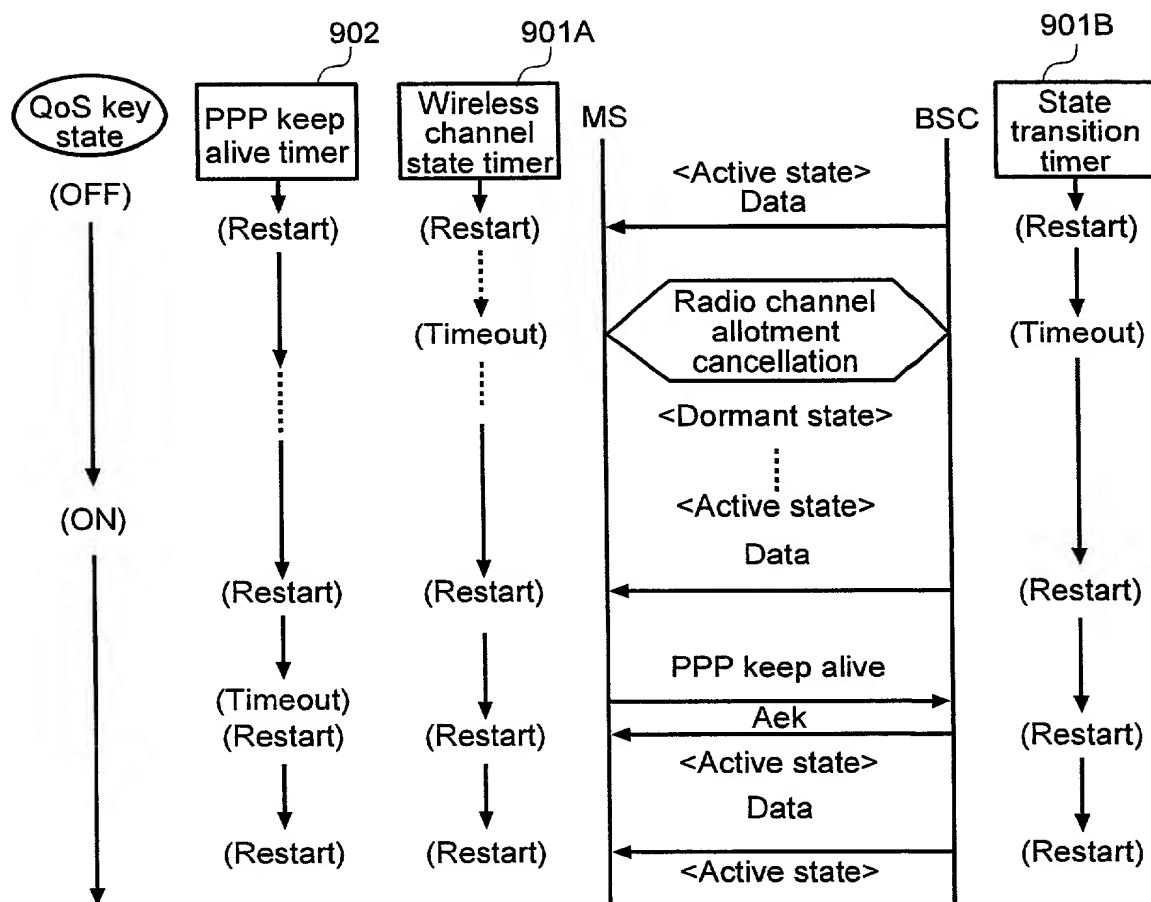 902
901A
901B
QoS key
state
PPP keep
alive timer
Wireless
channel
state timer
MS
BSC
State
transition
timer
(OFF)
<Active state>
Data
(Restart)
(Restart)
(Restart)
Radio channel
allotment
cancellation
(Timeout)
(Timeout)
<Dormant state>
<Active state>
(ON)
Data
(Restart)
(Restart)
(Restart)
PPP keep alive
(Timeout)
Aek
(Restart)
(Restart)
(Restart)
<Active state>
Data
(Restart)
(Restart)
(Restart)
<Active state>